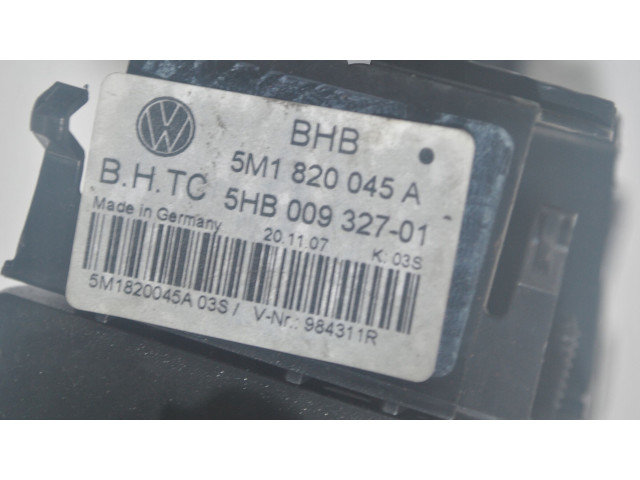 BHB
5M1 820 045 A
B.H.TC 5HB 009 327-01
Made in Germany 20.11.07 K: 03S
5M1820045A 03S / V-Nr.: 984311R